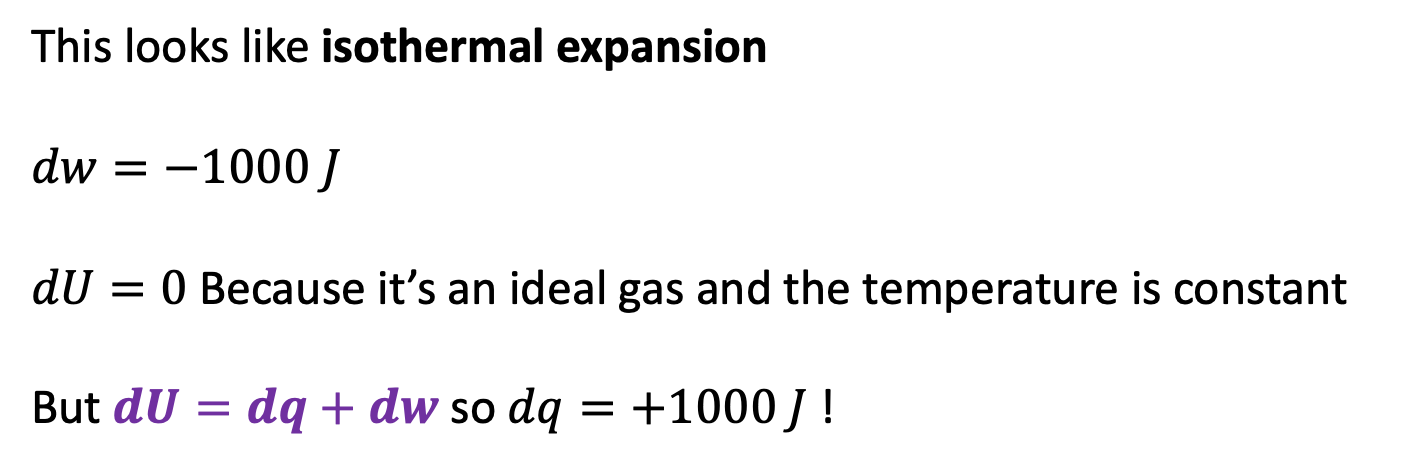 This looks like isothermal expansion
dw = −1000 J
dU = 0 Because it’s an ideal gas and the temperature is constant
But dU = dq + dw so dq = +1000 J !